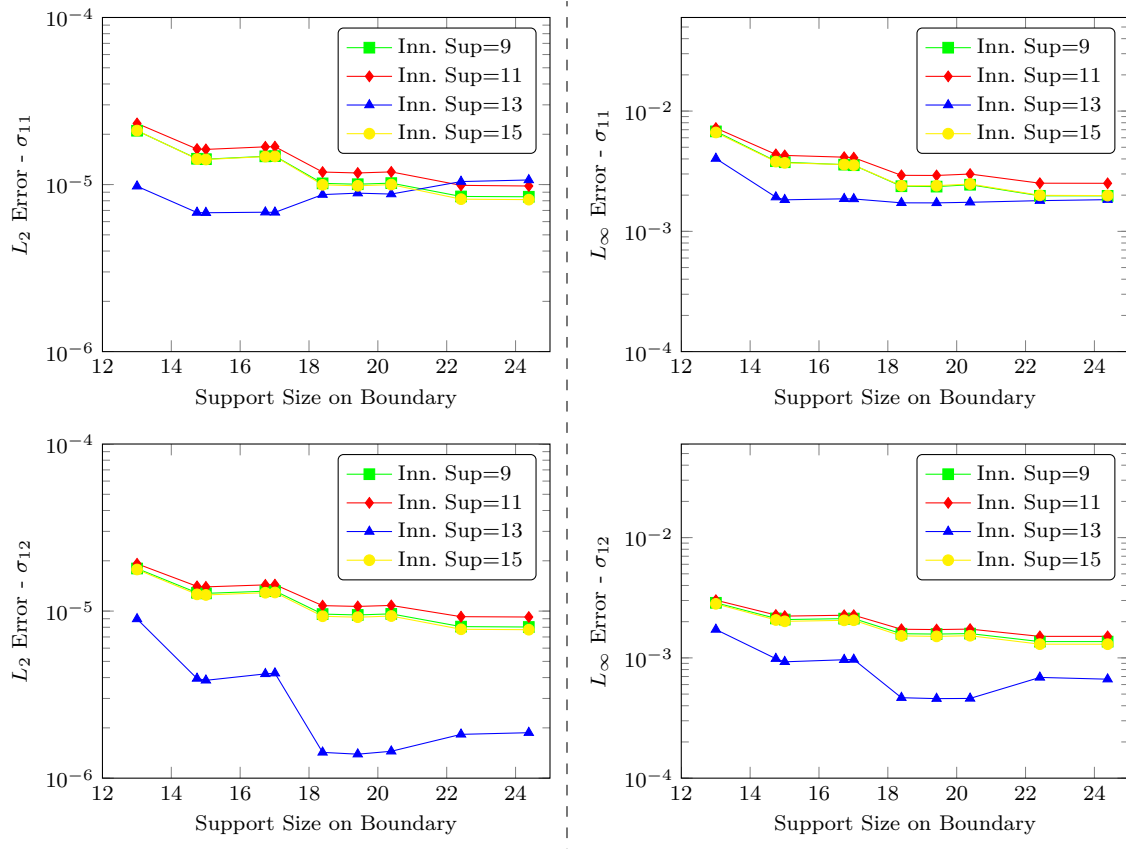 10⁻⁴
10⁻⁵
10⁻⁶
L₂ Error - σ₁₁
Inn. Sup=9
Inn. Sup=11
Inn. Sup=13
Inn. Sup=15
12 14 16 18 20 22 24
Support Size on Boundary
10⁻²
10⁻³
10⁻⁴
L∞ Error - σ₁₁
Inn. Sup=9
Inn. Sup=11
Inn. Sup=13
Inn. Sup=15
12 14 16 18 20 22 24
Support Size on Boundary
10⁻⁴
10⁻⁵
10⁻⁶
L₂ Error - σ₁₂
Inn. Sup=9
Inn. Sup=11
Inn. Sup=13
Inn. Sup=15
12 14 16 18 20 22 24
Support Size on Boundary
10⁻²
10⁻³
10⁻⁴
L∞ Error - σ₁₂
Inn. Sup=9
Inn. Sup=11
Inn. Sup=13
Inn. Sup=15
12 14 16 18 20 22 24
Support Size on Boundary